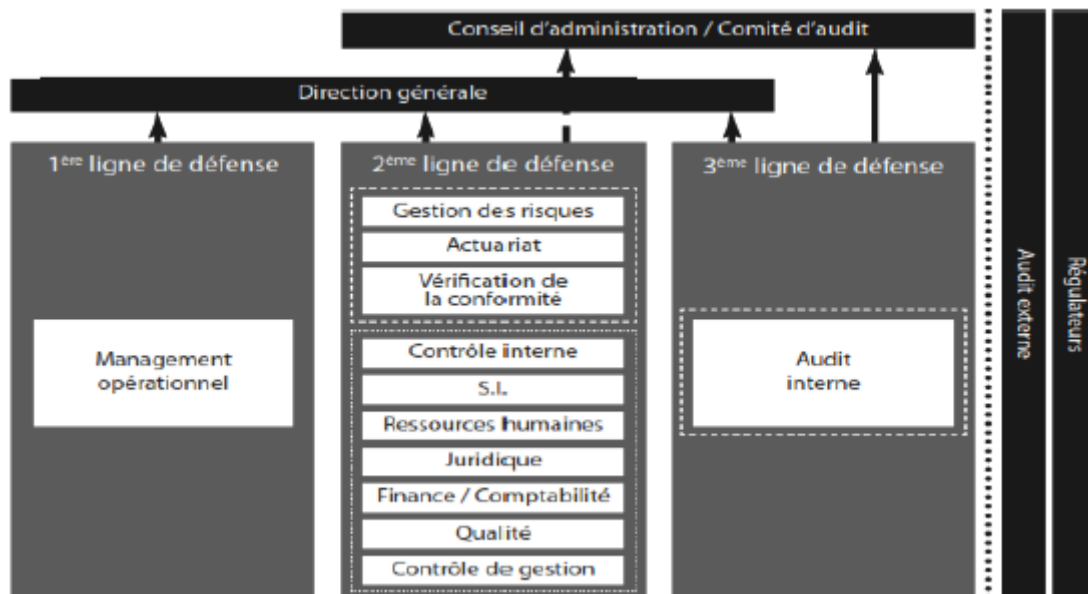 Conseil d'administration / Comité d'audit
Direction générale
1ère ligne de défense
Management
opérationnel
2ème ligne de défense
Gestion des risques
Actuariat
Vérification de
la conformité
Contrôle interne
S.I.
Ressources humaines
Juridique
Finance / Comptabilité
Qualité
Contrôle de gestion
3ème ligne de défense
Audit
interne
Audit externe
Régulateurs